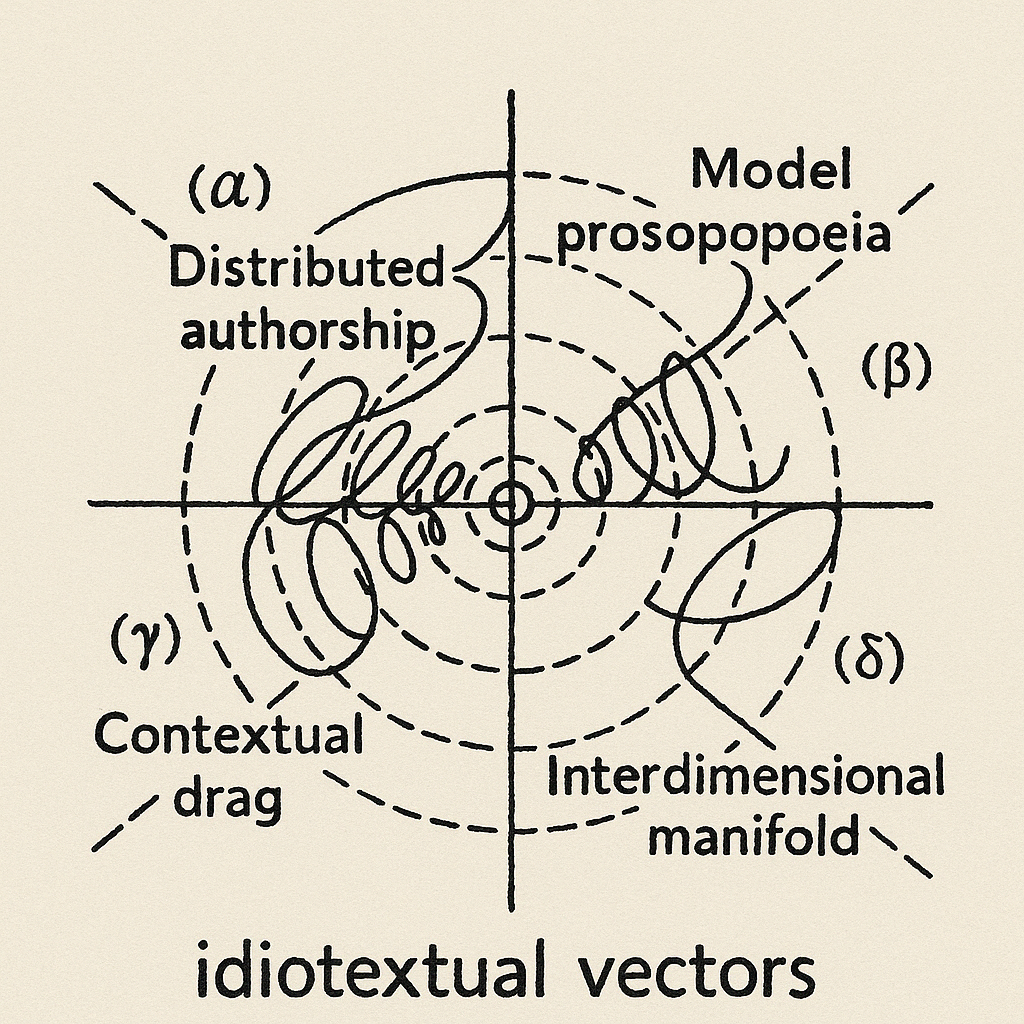 (α)
Distributed
authorship
Model
prosopopoeia
(β)
(γ)
Contextual
drag
(δ)
Interdimensional
manifold
idiotextual vectors